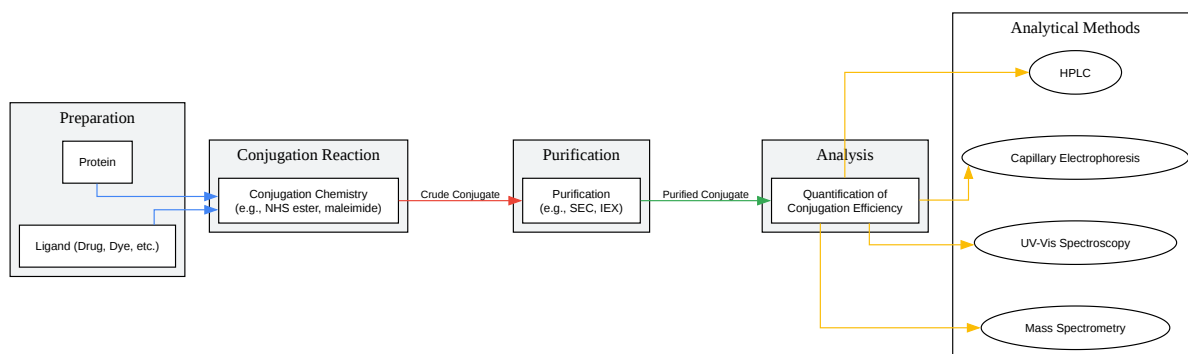 Preparation
Protein
Ligand (Drug, Dye, etc.)
Conjugation Reaction
Conjugation Chemistry
(e.g., NHS ester, maleimide)
Crude Conjugate
Purification
Purification
(e.g., SEC, IEX)
Purified Conjugate
Analysis
Quantification of
Conjugation Efficiency
Analytical Methods
HPLC
Capillary Electrophoresis
UV-Vis Spectroscopy
Mass Spectrometry